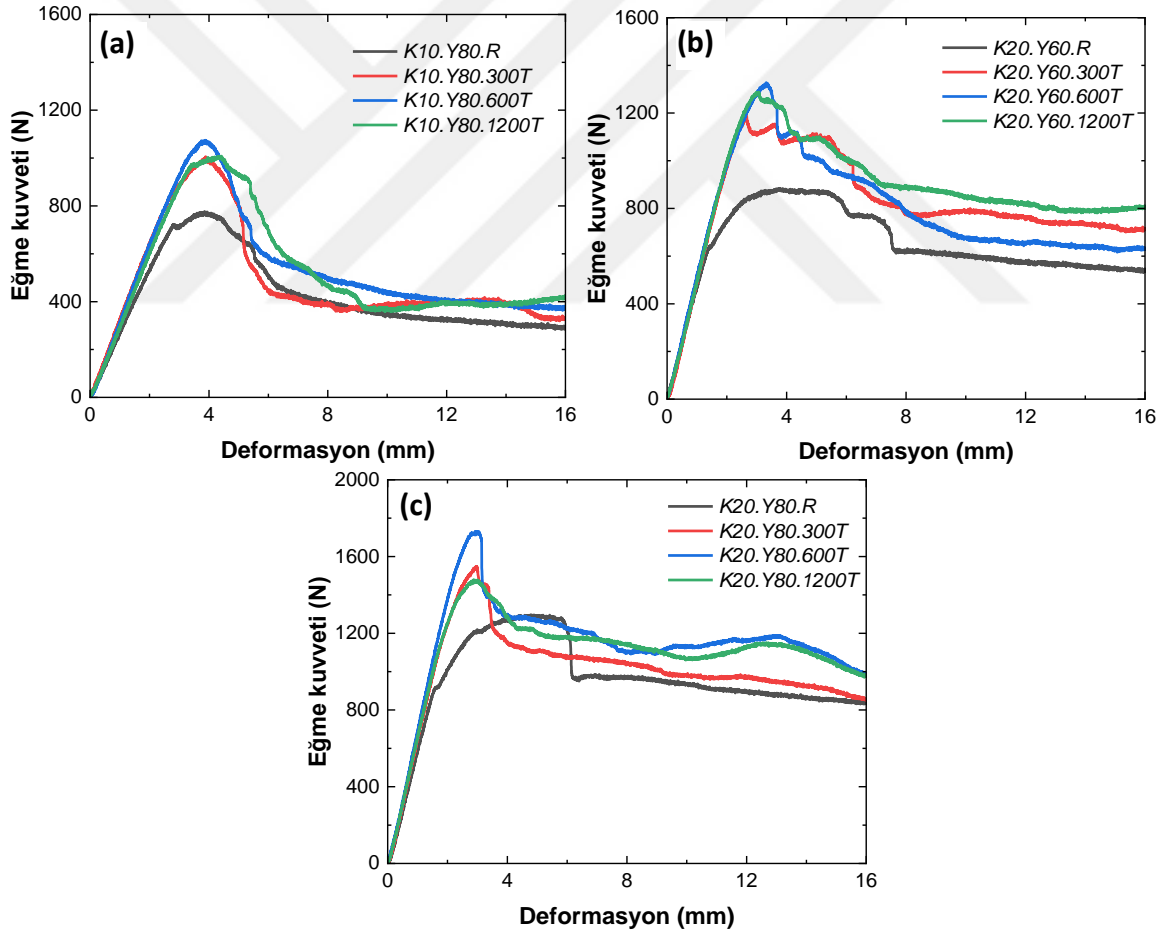 (a)
K10.Y80.R
K10.Y80.300T
K10.Y80.600T
K10.Y80.1200T
Eğme kuvveti (N)
1600
1200
800
400
0
0 4 8 12 16
Deformasyon (mm)
(b)
K20.Y60.R
K20.Y60.300T
K20.Y60.600T
K20.Y60.1200T
Eğme kuvveti (N)
1600
1200
800
400
0
0 4 8 12 16
Deformasyon (mm)
(c)
K20.Y80.R
K20.Y80.300T
K20.Y80.600T
K20.Y80.1200T
Eğme kuvveti (N)
2000
1600
1200
800
400
0
0 4 8 12 16
Deformasyon (mm)